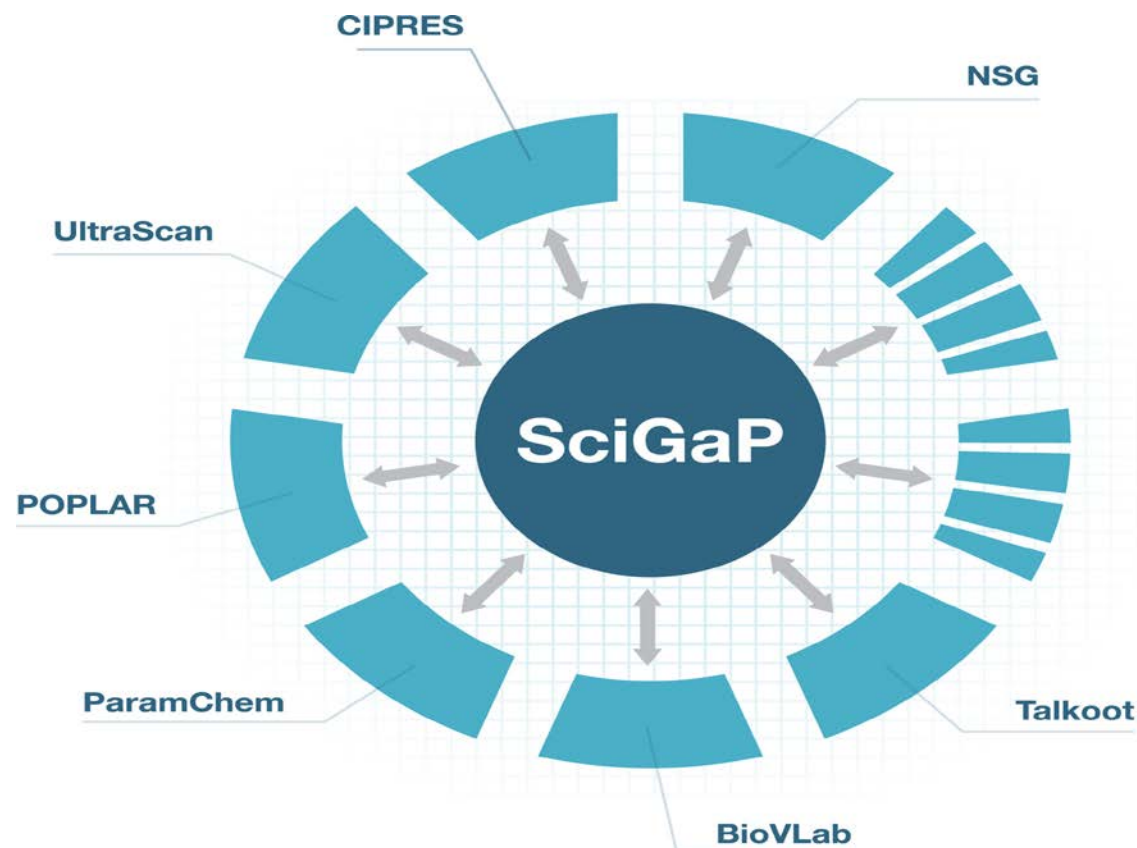 CIPRES
NSG
UltraScan
SciGaP
POPLAR
ParamChem
Talkoot
BioVLab